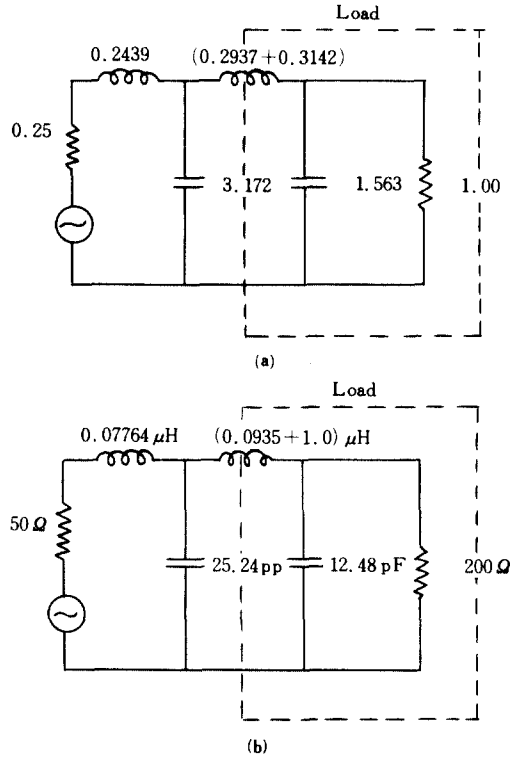 Load
0.2439
(0.2937+0.3142)
0.25
3.172
1.563
1.00
(a)
Load
0.07764 μH
(0.0935+1.0) μH
50 Ω
25.24 pp
12.48 pF
200 Ω
(b)